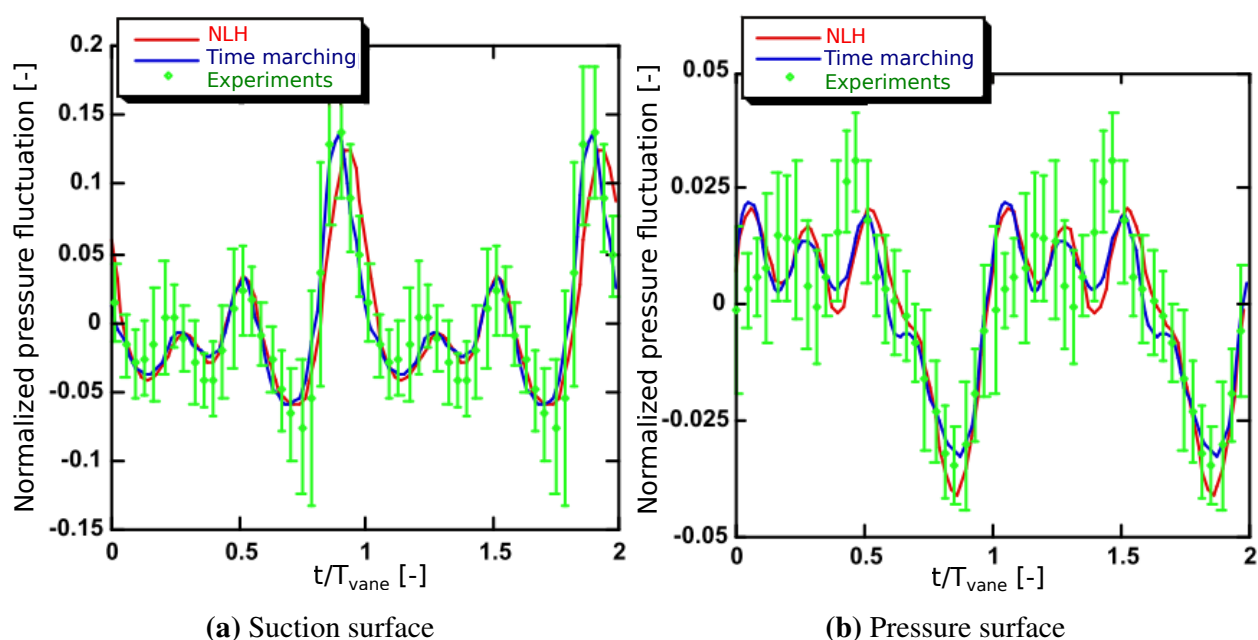 NLH
Time marching
Experiments
0.2
0.15
0.1
0.05
0
-0.05
-0.1
-0.15
Normalized pressure fluctuation [-]
0
0.5
1
1.5
2
t/Tvane [-]
(a) Suction surface
NLH
Time marching
Experiments
0.05
0.025
0
-0.025
-0.05
Normalized pressure fluctuation [-]
0
0.5
1
1.5
2
t/Tvane [-]
(b) Pressure surface